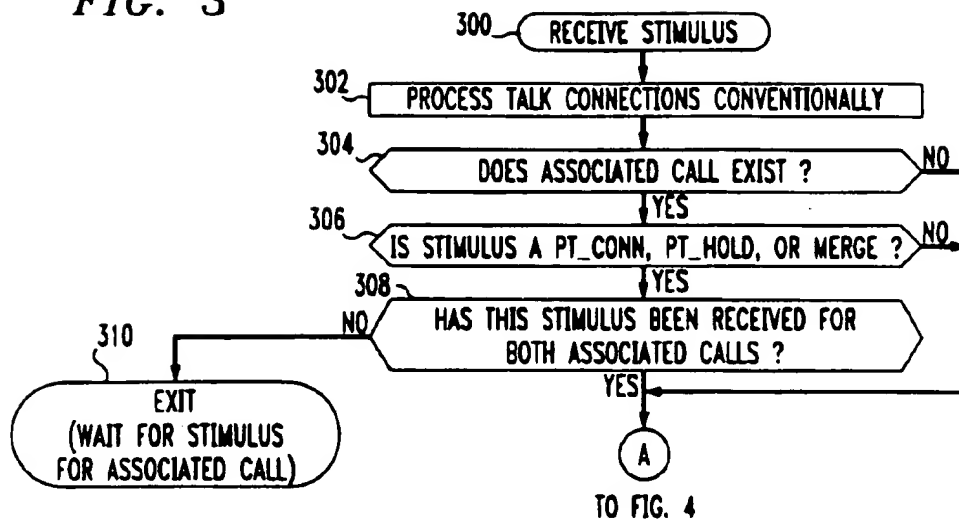 FIG. 3
300
RECEIVE STIMULUS
302
PROCESS TALK CONNECTIONS CONVENTIONALLY
304
DOES ASSOCIATED CALL EXIST ?
NO
YES
306
IS STIMULUS A PT_CONN, PT_HOLD, OR MERGE ?
NO
YES
308
HAS THIS STIMULUS BEEN RECEIVED FOR
BOTH ASSOCIATED CALLS ?
NO
YES
310
EXIT
(WAIT FOR STIMULUS
FOR ASSOCIATED CALL)
A
TO FIG. 4